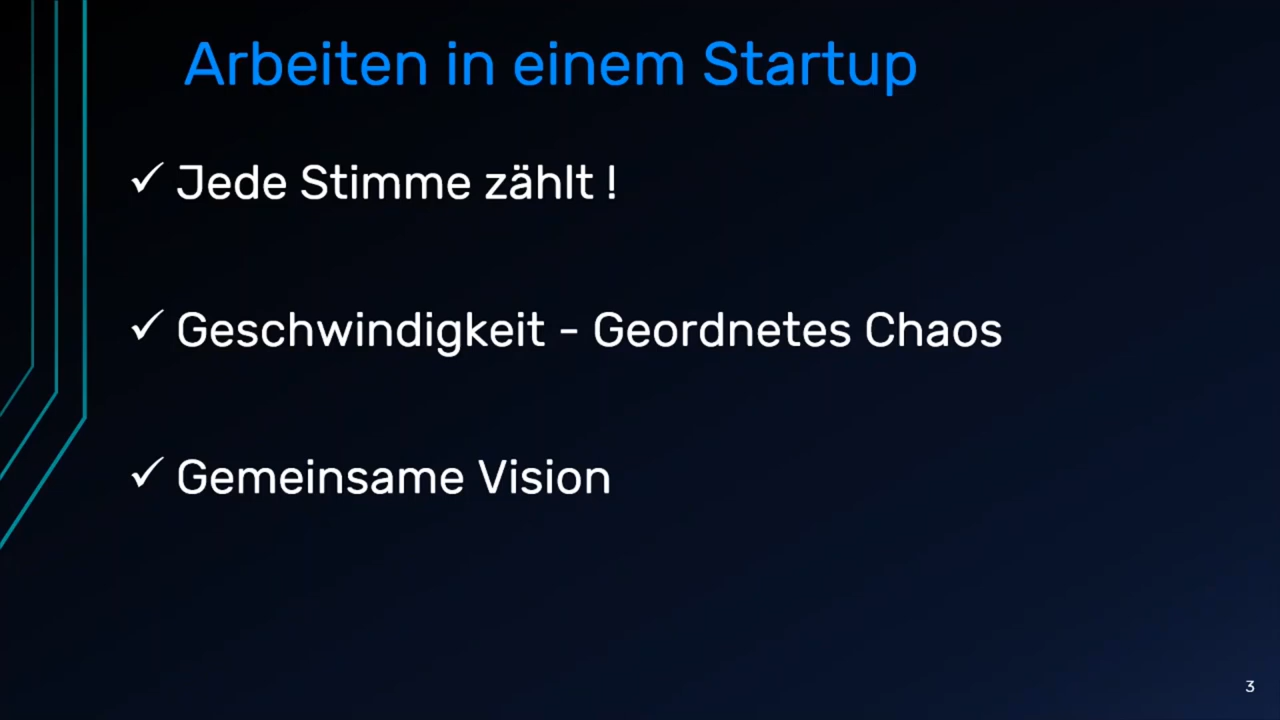 Arbeiten in einem Startup
✓ Jede Stimme zählt !
✓ Geschwindigkeit - Geordnetes Chaos
✓ Gemeinsame Vision
3